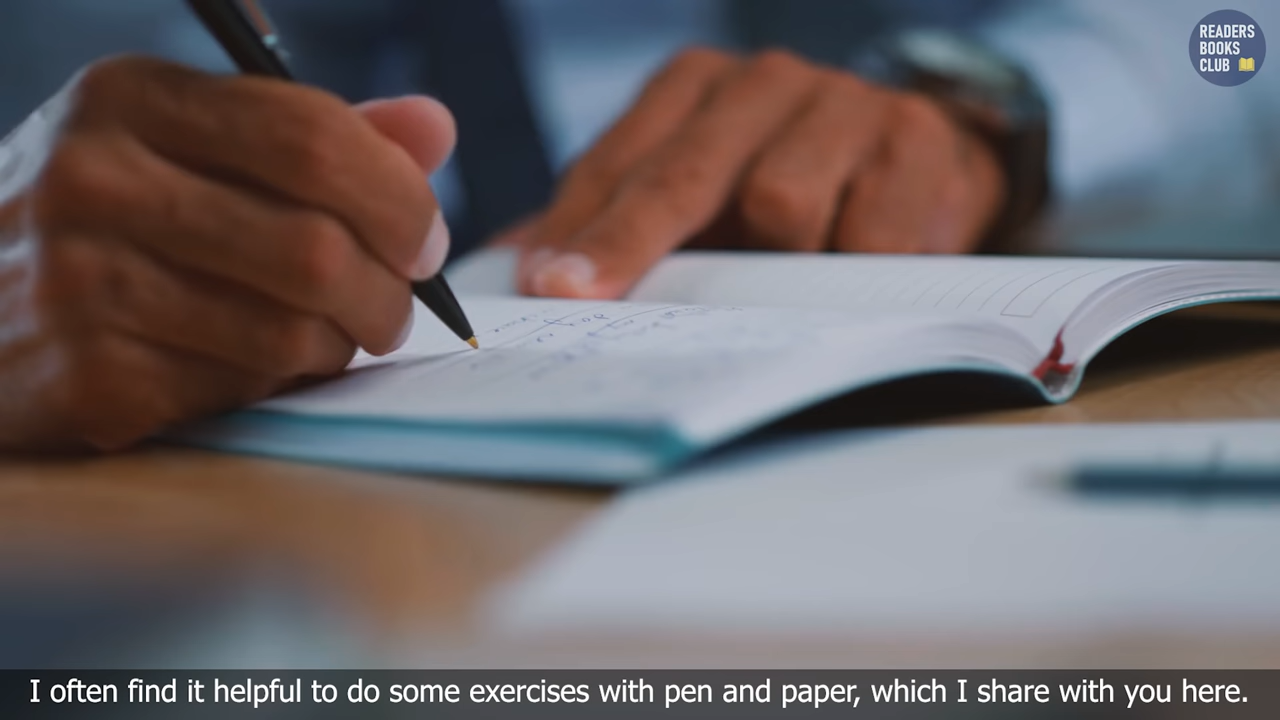 READERS
BOOKS
CLUB
I often find it helpful to do some exercises with pen and paper, which I share with you here.